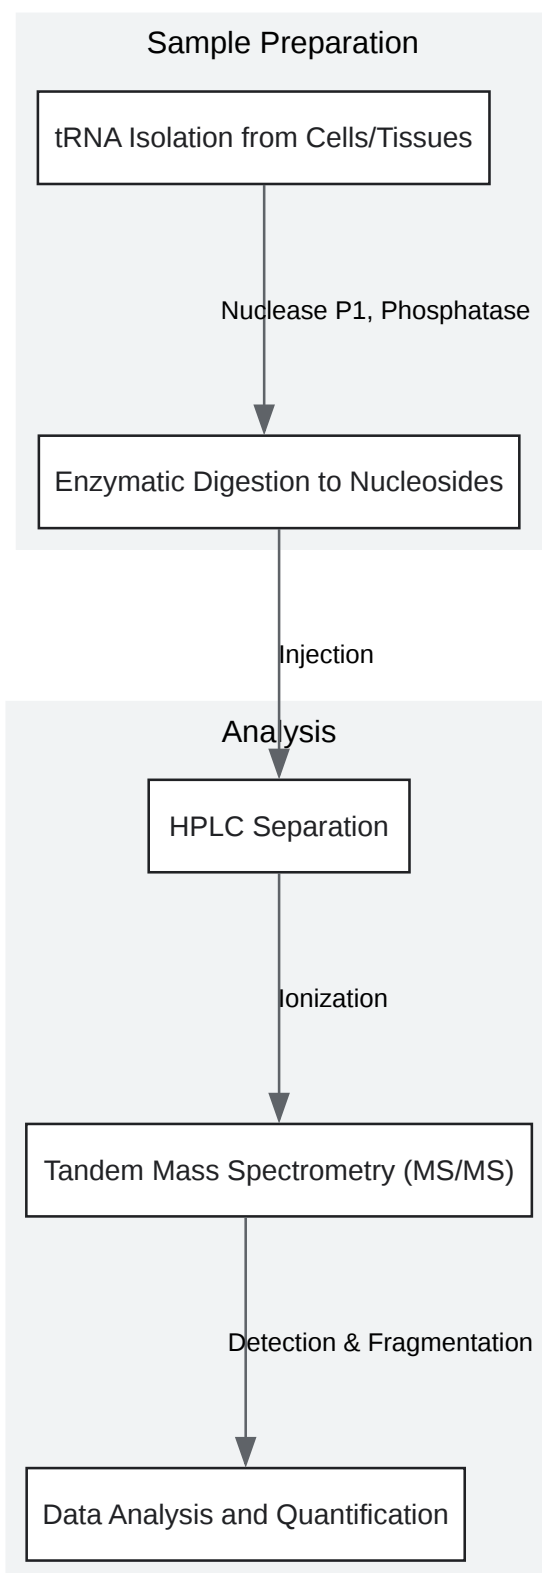 Sample Preparation
tRNA Isolation from Cells/Tissues
Nuclease P1, Phosphatase
Enzymatic Digestion to Nucleosides
Injection
Analysis
HPLC Separation
Ionization
Tandem Mass Spectrometry (MS/MS)
Detection & Fragmentation
Data Analysis and Quantification